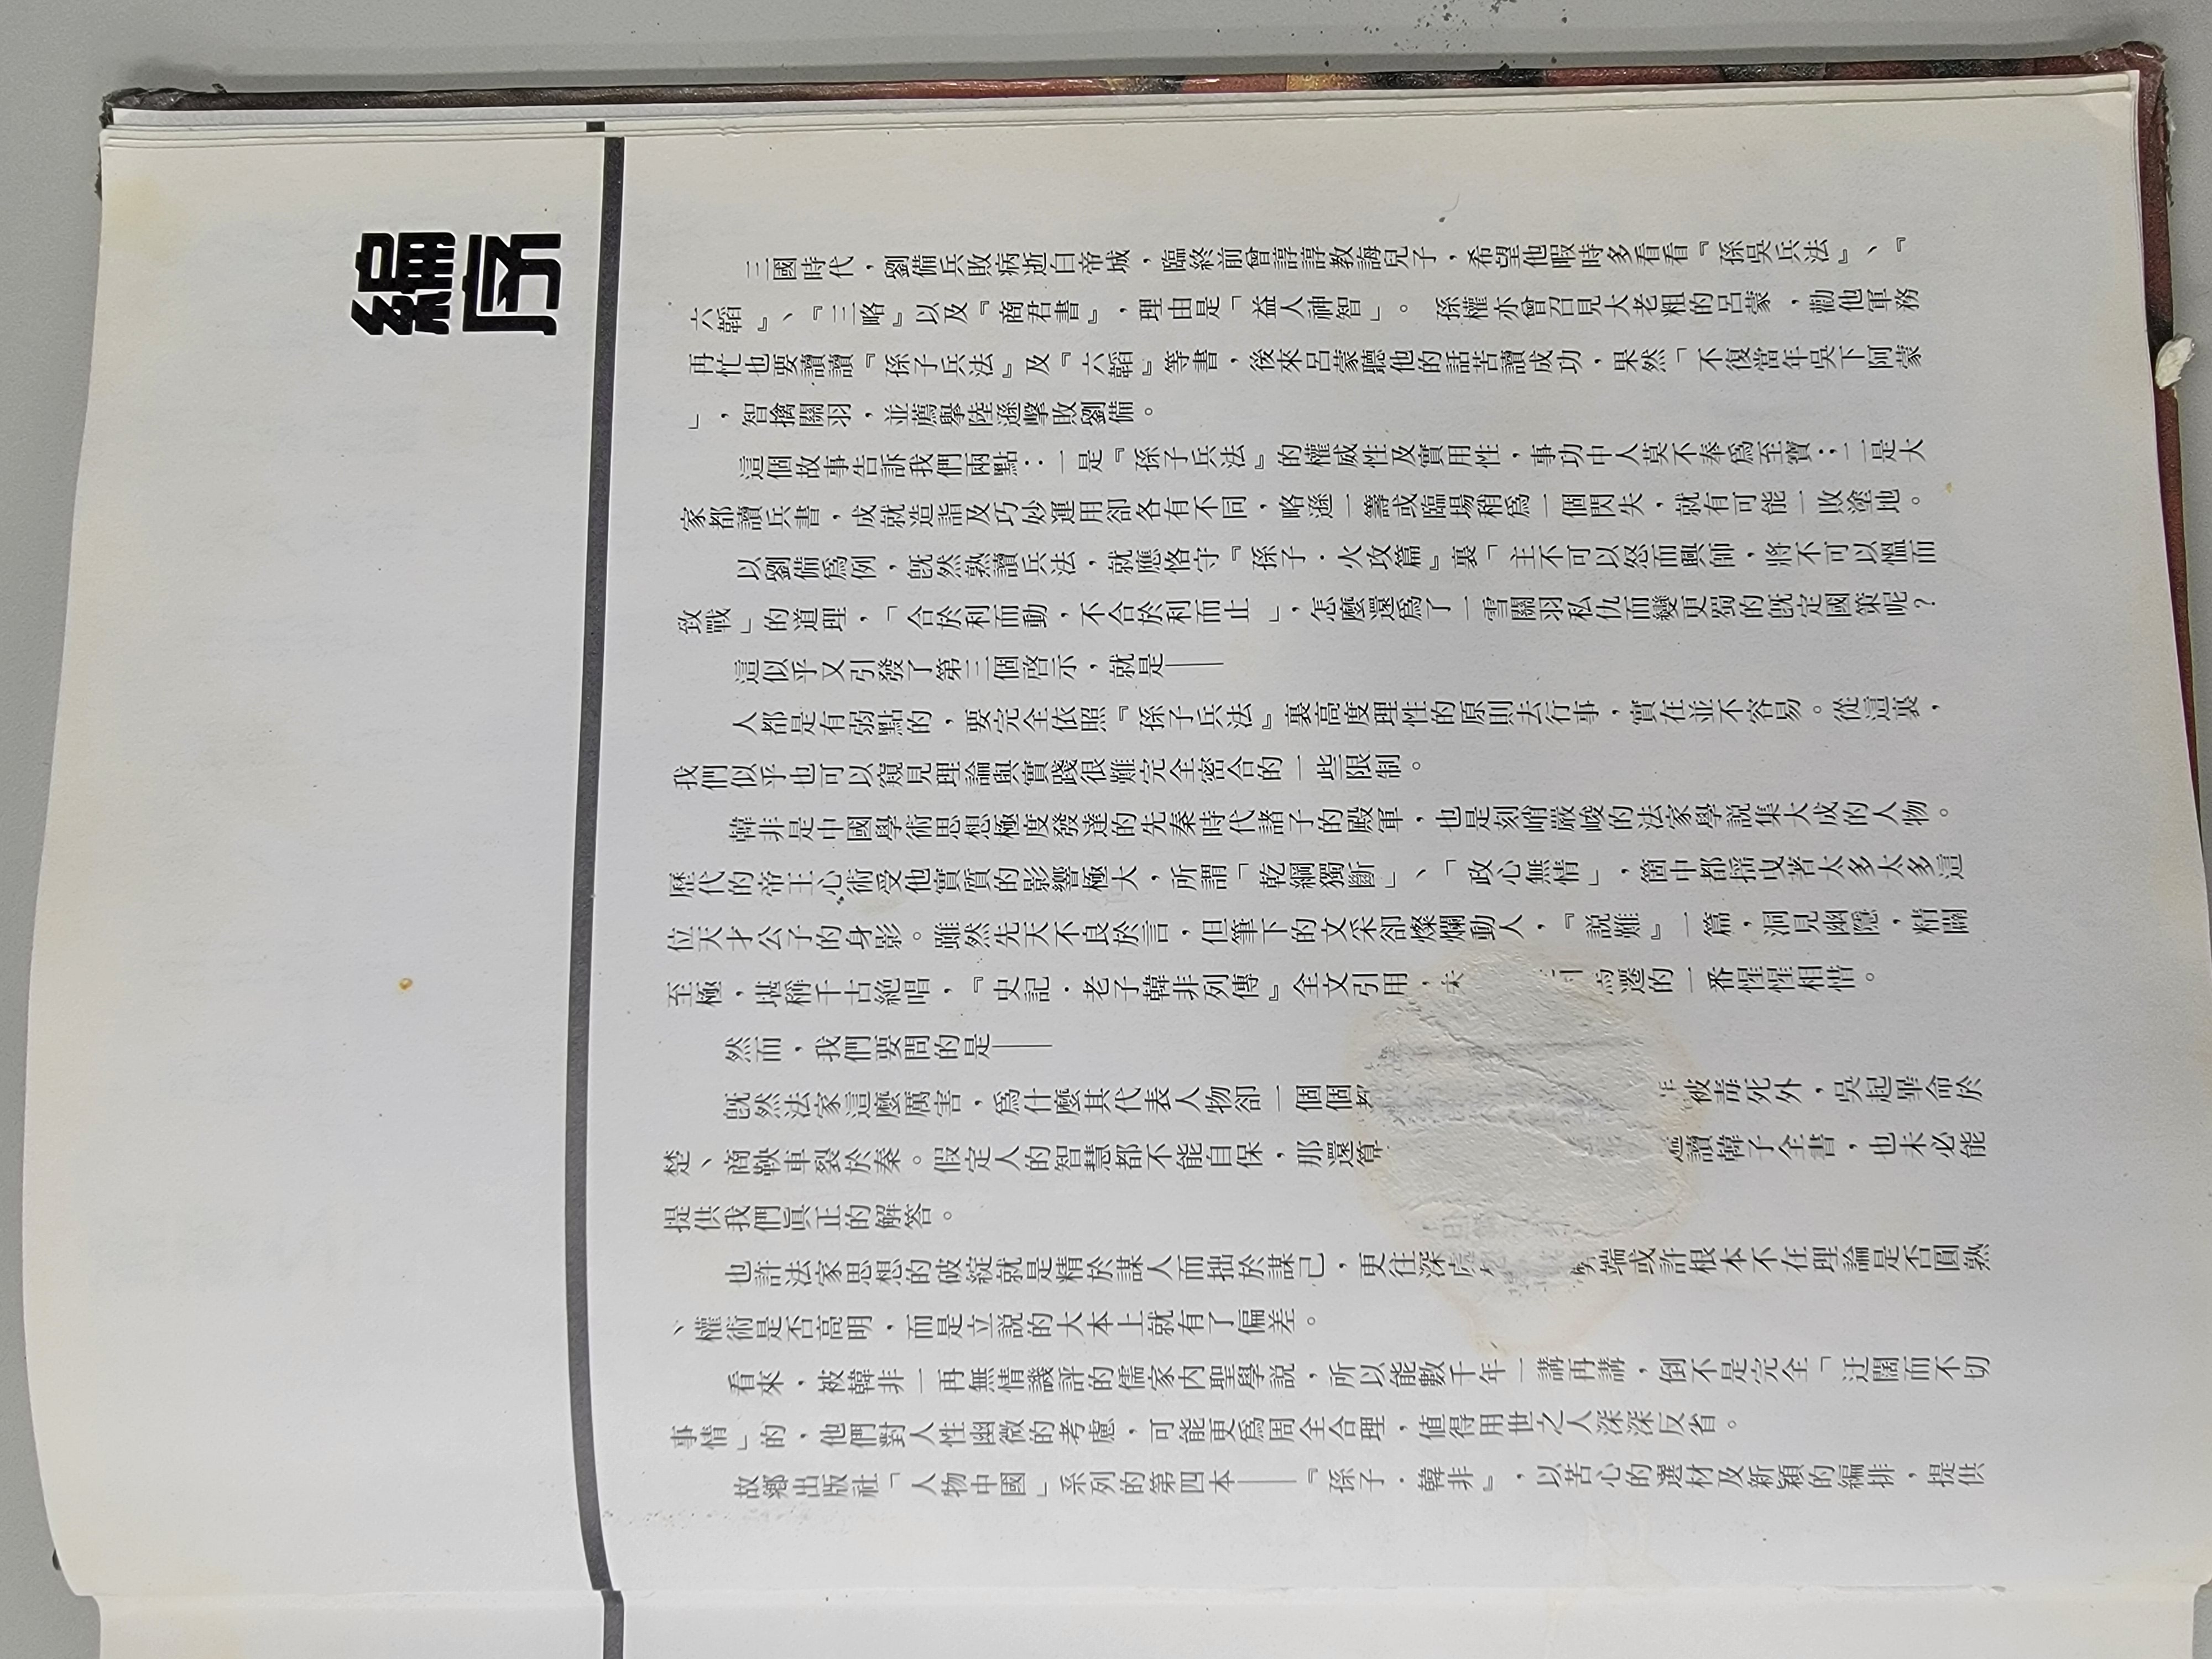 編序
三國時代，劉備兵敗病逝白帝城，臨終前曾諄諄教誨兒子，希望他暇時多看看『孫吳兵法』、『
六韜』、『三略』以及『商君書』，理由是「益人神智」。孫權亦曾召見大老粗的呂蒙，勸他軍務
再忙也要讀讀『孫子兵法』及『六韜』等書，後來呂蒙聽他的話苦讀成功，果然「不復當年吳下阿蒙
」，智擒關羽，並薦舉陸遜擊敗劉備。
這個故事告訴我們兩點：一是『孫子兵法』的權威性及實用性，事功中人莫不奉爲至寶；二是大
家都讀兵書，成就造詣及巧妙運用卻各有不同，略遜一籌或臨場稍爲一個閃失，就有可能一敗塗地。
以劉備爲例，既然熟讀兵法，就應恪守『孫子．火攻篇』裏「主不可以怒而興師，將不可以慍而
致戰」的道理，「合於利而動，不合於利而止」，怎麼還爲了一雪關羽私仇而變更蜀的既定國策呢？
這似乎又引發了第三個啓示，就是——
人都是有弱點的，要完全依照『孫子兵法』裏高度理性的原則去行事，實在並不容易。從這裏，
我們似乎也可以窺見理論與實踐很難完全密合的一些限制。
韓非是中國學術思想極度發達的先秦時代諸子的殿軍，也是刻峭嚴峻的法家學説集大成的人物。
歷代的帝王心術受他實質的影響極大，所謂「乾綱獨斷」、「政心無情」，箇中都揺曳著太多太多這
位天才公子的身影。雖然先天不良於言，但筆下的文采卻燦爛動人，『説難』一篇，洞見幽隱，精闢
至極，堪稱千古絶唱，『史記．老子韓非列傳』全文引用，遷的一番惺惺相惜。
然而，我們要問的是——
既然法家這麼厲害，爲什麼其代表人物卻一個個都被毒死外，吳起畢命於
楚、商鞅車裂於秦。假定人的智慧都不能自保，那還算讀韓子全書，也未必能
提供我們眞正的解答。
也許法家思想的破綻就是精於謀人而拙於謀己，更往深處端或許根本不在理論是否圓熟
、權術是否高明，而是立説的大本上就有了偏差。
看來，被韓非一再無情譏評的儒家内聖學説，所以能數千年一講再講，倒不是完全「迂闊而不切
事情」的，他們對人性幽微的考慮，可能更爲周全合理，値得用世之人深深反省。
故鄕出版社「人物中國」系列的第四本——『孫子．韓非』，以苦心的選材及新穎的編排，提供